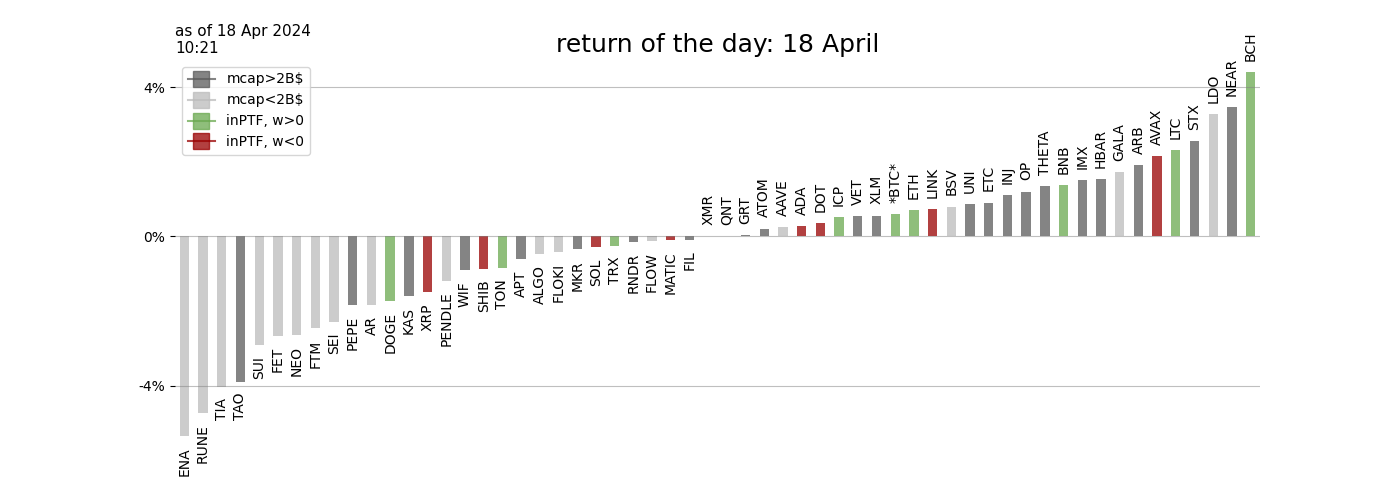 as of 18 Apr 2024
10:21
return of the day: 18 April
mcap>2B$
mcap<2B$
inPTF, w>0
inPTF, w<0
4%
0%
-4%
ENA
RUNE
TIA
TAO
SUI
FET
NEO
FTM
SEI
PEPE
AR
DOGE
KAS
XRP
PENDLE
WIF
SHIB
TON
APT
ALGO
FLOKI
MKR
SOL
TRX
RNDR
FLOW
MATIC
FIL
XMR
QNT
GRT
ATOM
AAVE
ADA
DOT
ICP
VET
XLM
*BTC*
ETH
LINK
BSV
UNI
ETC
INJ
OP
THETA
BNB
IMX
HBAR
GALA
ARB
AVAX
LTC
STX
LDO
NEAR
BCH